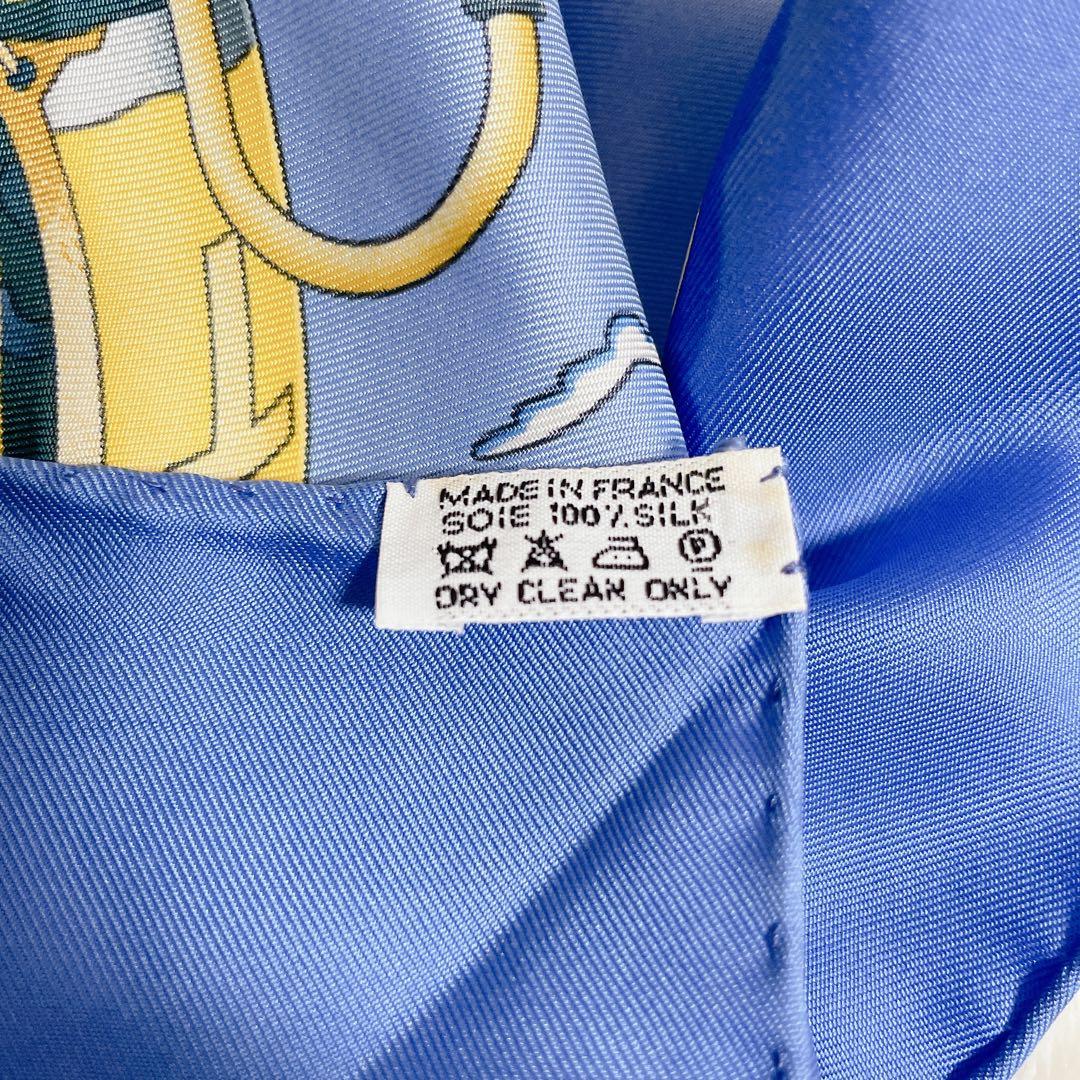 MADE IN FRANCE
SOIE 100% SILK
P
DRY CLEAN ONLY